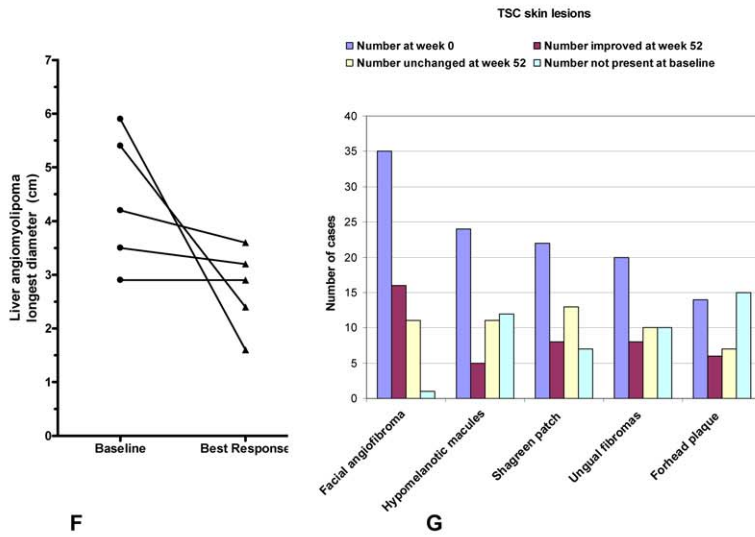 Liver angiomyolipoma
longest diameter (cm)
7
6
5
4
3
2
1
0
Baseline Best Response
F
TSC skin lesions
Number at week 0 Number improved at week 52
Number unchanged at week 52 Number not present at baseline
Number of cases
40
35
30
25
20
15
10
5
0
Facial angiofibroma
Hypomelanotic macules
Shagreen patch
Ungual fibromas
Forhead plaque
G